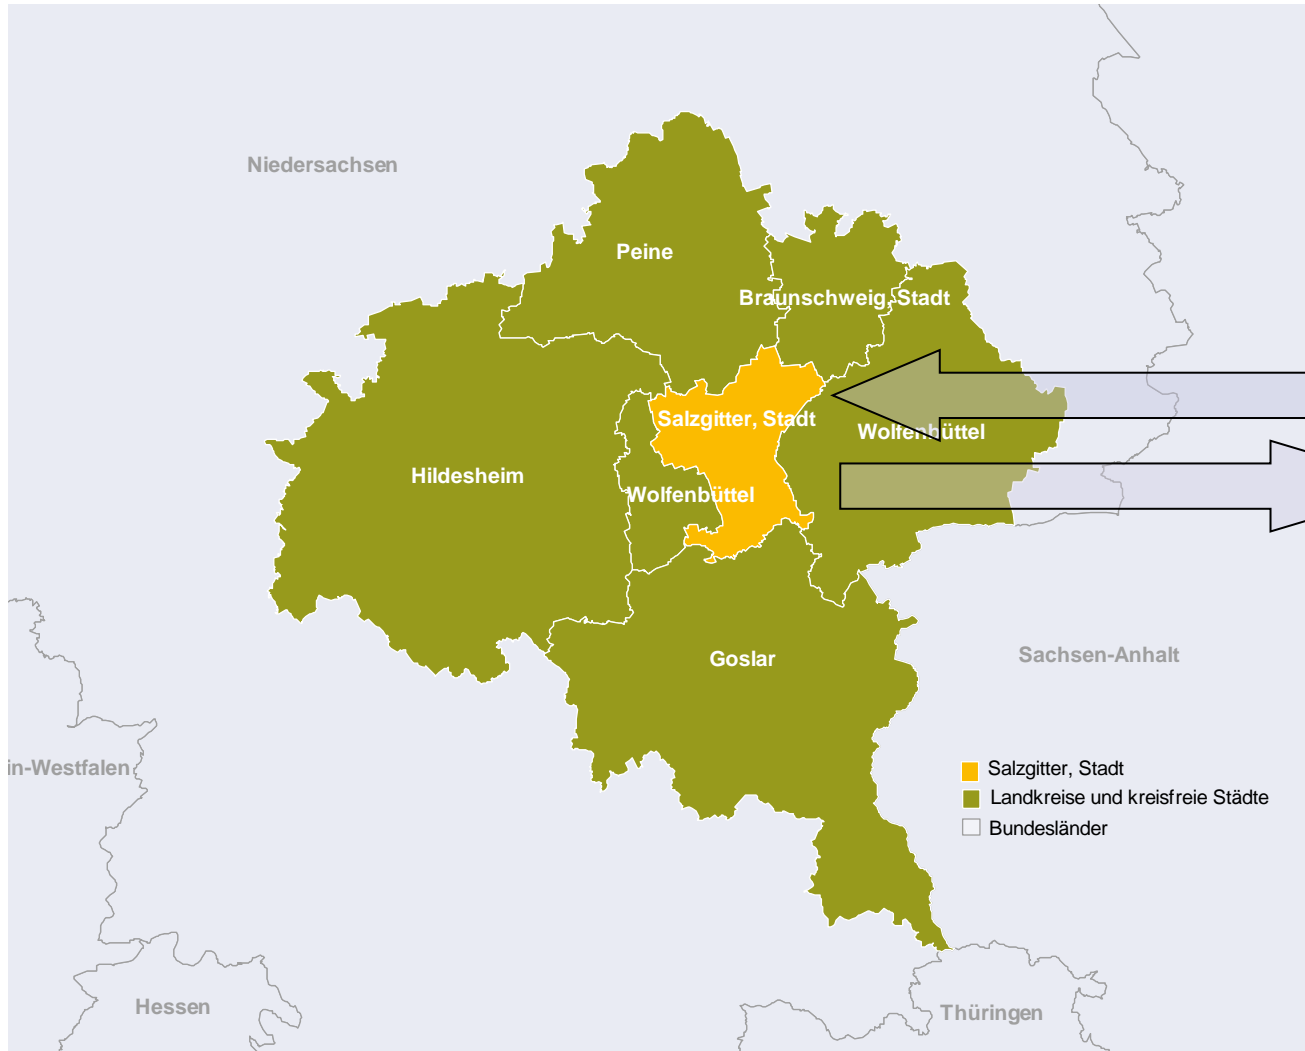 Niedersachsen
Peine
Braunschweig, Stadt
Salzgitter, Stadt
Wolfenbüttel
Hildesheim
Wolfenbüttel
Goslar
Sachsen-Anhalt
in-Westfalen
Salzgitter, Stadt
Landkreise und kreisfreie Städte
Bundesländer
Hessen
Thüringen